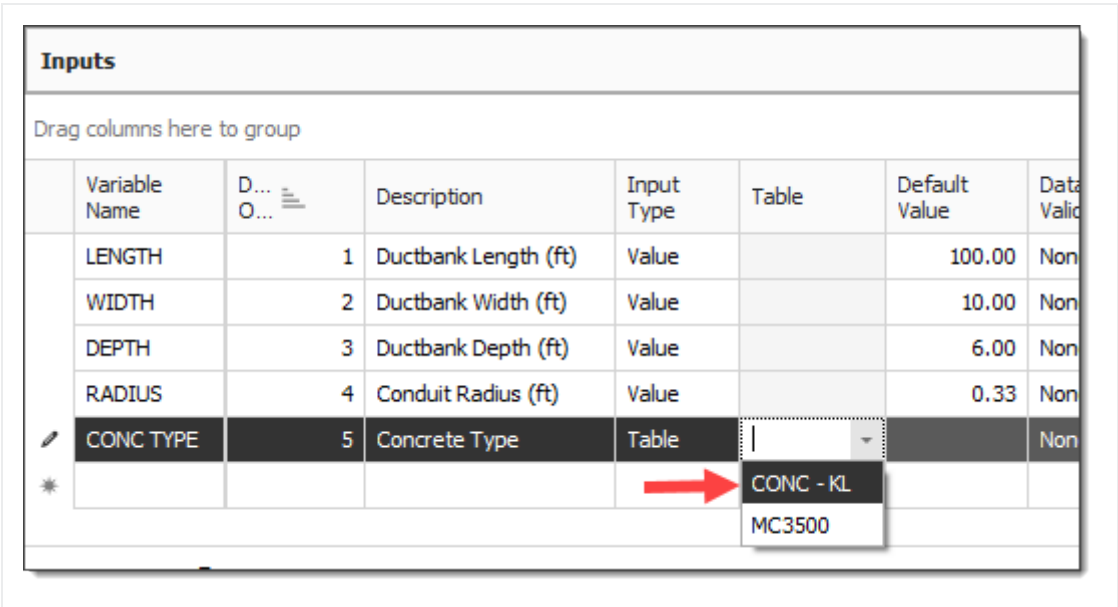 Inputs
Drag columns here to group
Variable Name D... O... Description Input Type Table Default Value Data Valid
LENGTH 1 Ductbank Length (ft) Value 100.00 Non
WIDTH 2 Ductbank Width (ft) Value 10.00 Non
DEPTH 3 Ductbank Depth (ft) Value 6.00 Non
RADIUS 4 Conduit Radius (ft) Value 0.33 Non
CONC TYPE 5 Concrete Type Table Non
CONC - KL
MC3500